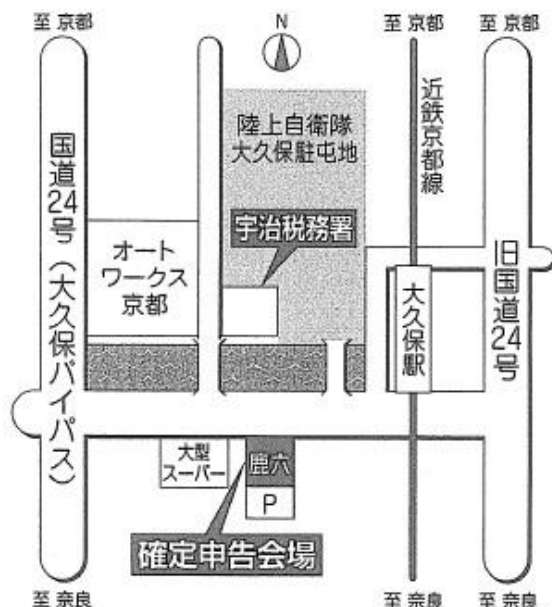 至 京都
N
至 京都
至 京都
国道24号（大久保バイパス）
陸上自衛隊
大久保駐屯地
近鉄京都線
宇治税務署
オート
ワークス
京都
大久保駅
旧国道24号
大型
スーパー
鹿六
P
確定申告会場
至 奈良
至 奈良
至 奈良